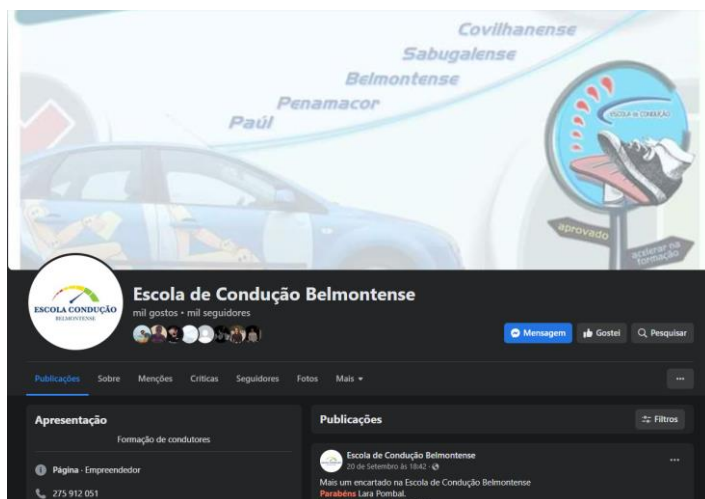 Covilhanense
Sabugalense
Belmontense
Penamacor
Paúl
ESCOLA DE CONDUÇÃO
aprovado
acelerar na
formação
ESCOLA CONDUÇÃO
BELMONTENSE
Escola de Condução Belmontense
mil gostos • mil seguidores
Mensagem
Gostei
Pesquisar
Publicações Sobre Menções Críticas Seguidores Fotos Mais
Apresentação
Formação de condutores
Página · Empreendedor
275 912 051
Publicações
Filtros
Escola de Condução Belmontense
20 de Setembro às 18:42
Mais um encartado na Escola de Condução Belmontense
Parabéns Lara Pombal.